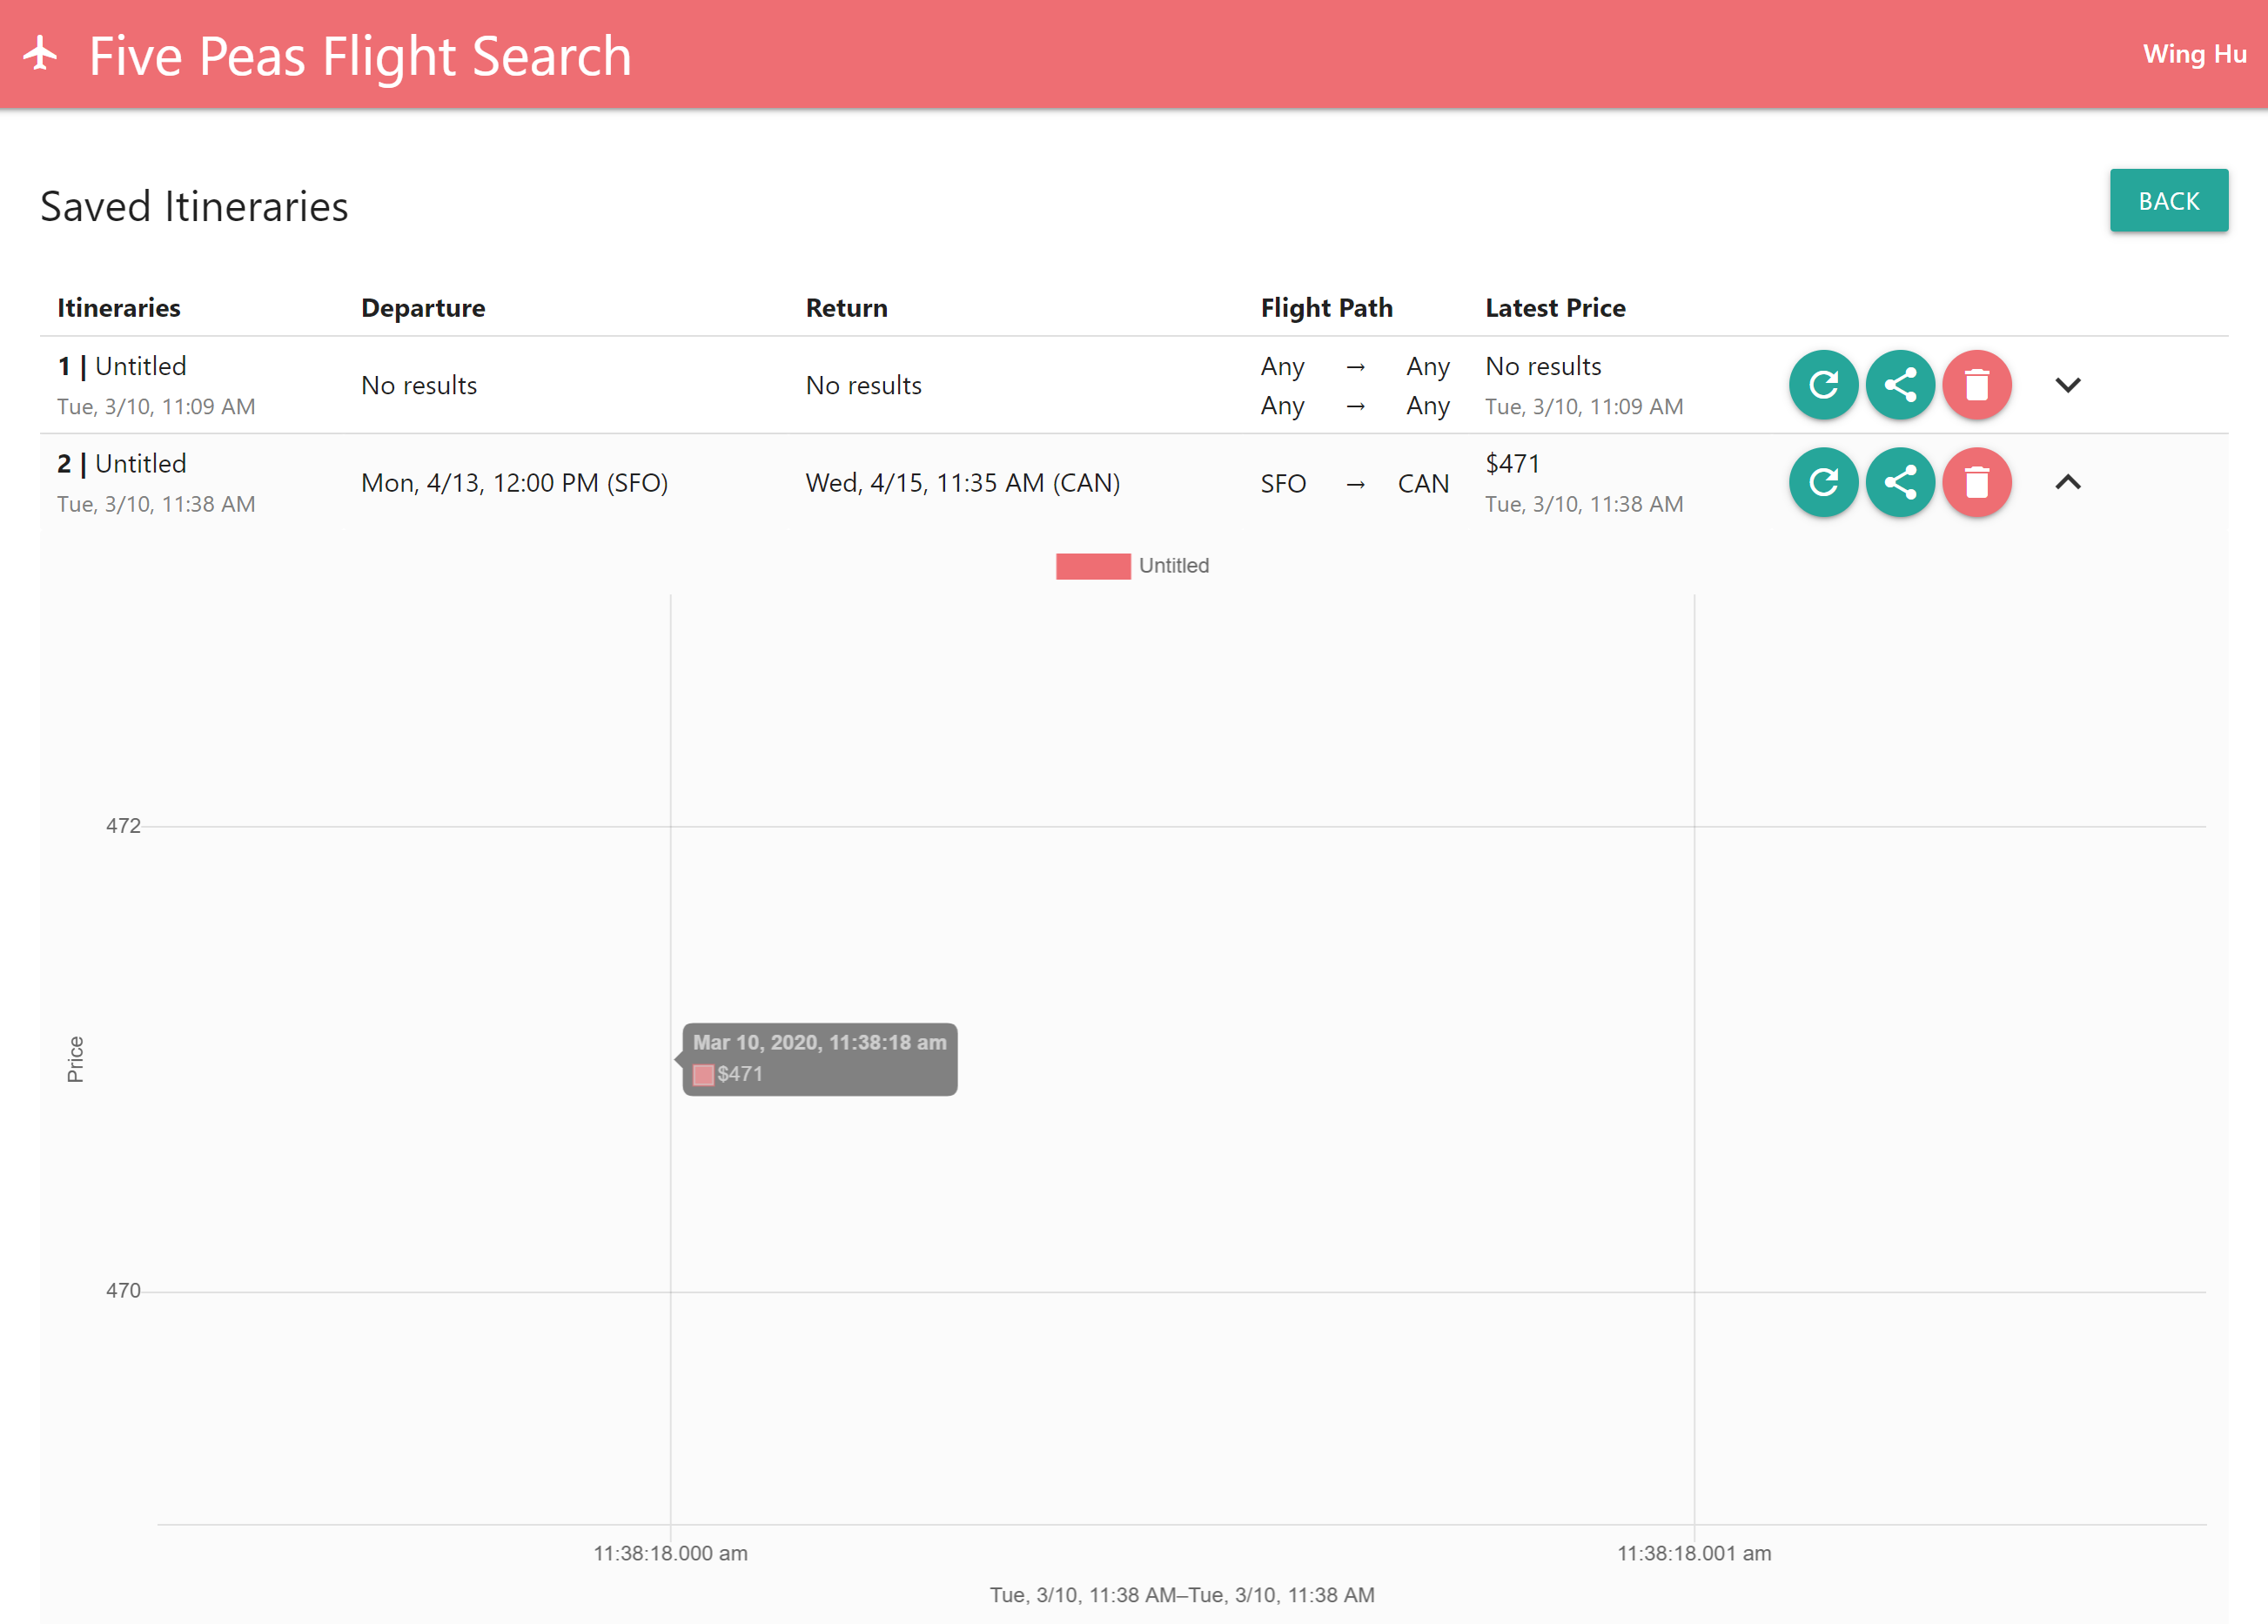 Five Peas Flight Search
Wing Hu
Saved Itineraries
BACK
Itineraries Departure Return Flight Path Latest Price
1 | Untitled
Tue, 3/10, 11:09 AM
No results
No results
Any → Any
Any → Any
No results
Tue, 3/10, 11:09 AM
2 | Untitled
Tue, 3/10, 11:38 AM
Mon, 4/13, 12:00 PM (SFO)
Wed, 4/15, 11:35 AM (CAN)
SFO → CAN
$471
Tue, 3/10, 11:38 AM
Untitled
472
Price
Mar 10, 2020, 11:38:18 am
$471
470
11:38:18.000 am
11:38:18.001 am
Tue, 3/10, 11:38 AM–Tue, 3/10, 11:38 AM